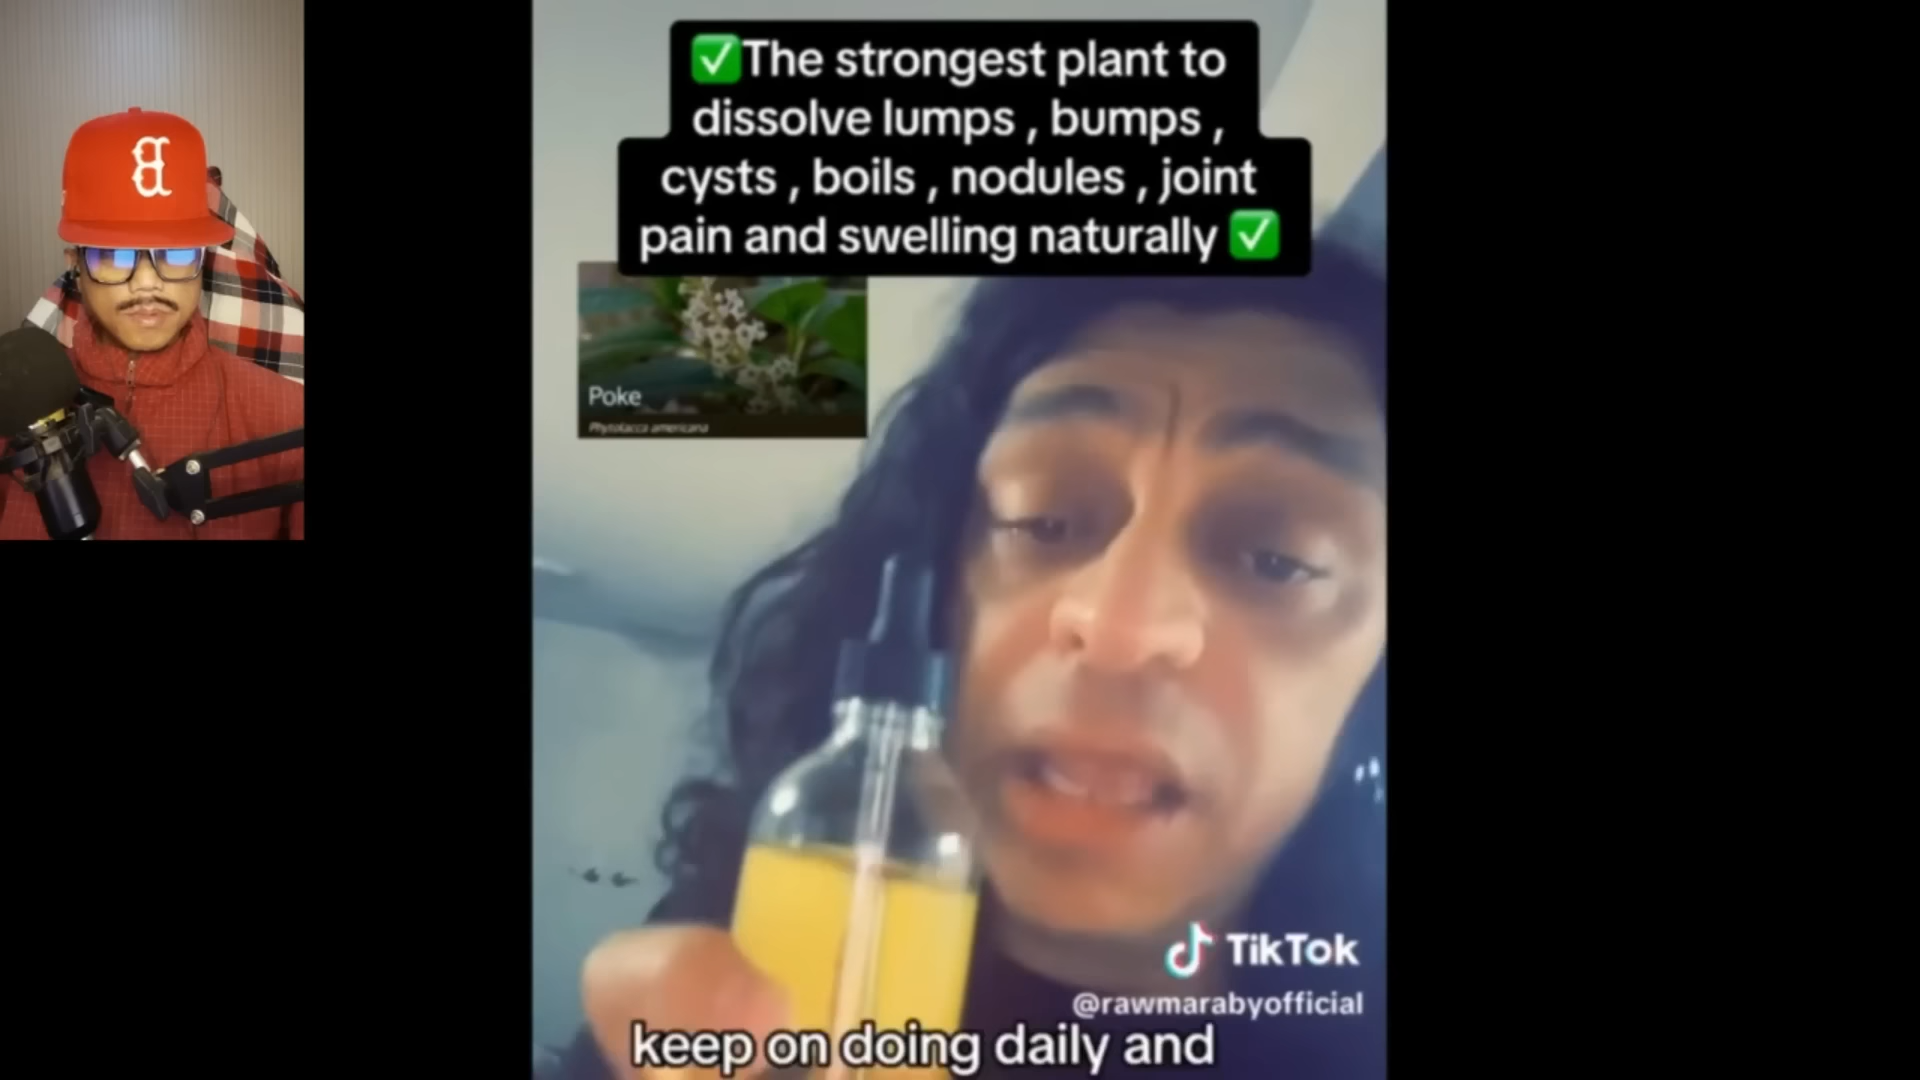 ✅The strongest plant to
dissolve lumps , bumps ,
cysts , boils , nodules , joint
pain and swelling naturally ✅
Poke
Phytolacca americana
B
TikTok
@rawmarabyofficial
keep on doing daily and